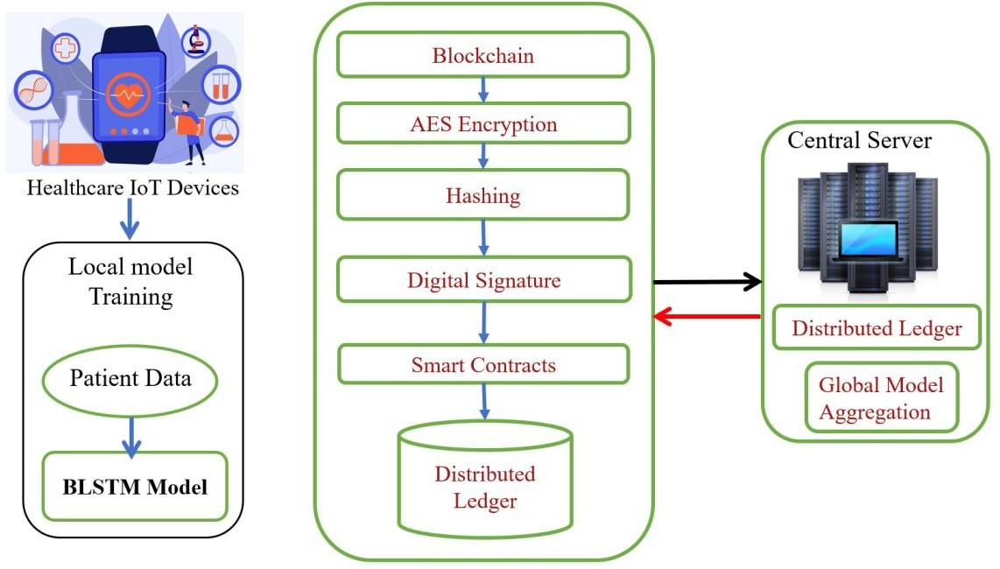 Healthcare IoT Devices
Local model
Training
Patient Data
BLSTM Model
Blockchain
AES Encryption
Hashing
Digital Signature
Smart Contracts
Distributed
Ledger
Central Server
Distributed Ledger
Global Model
Aggregation